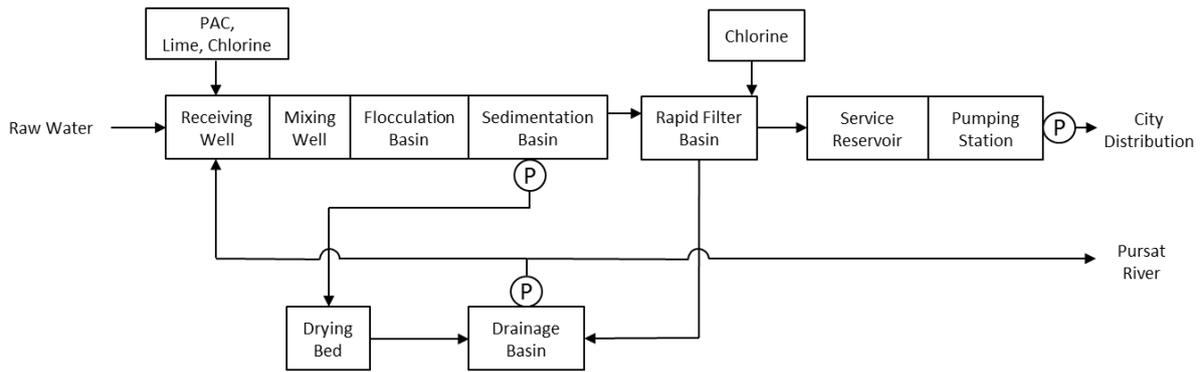 PAC,
Lime, Chlorine
Chlorine
Raw Water
Receiving
Well
Mixing
Well
Flocculation
Basin
Sedimentation
Basin
Rapid Filter
Basin
Service
Reservoir
Pumping
Station
P
City
Distribution
P
Pursat
River
P
Drying
Bed
Drainage
Basin